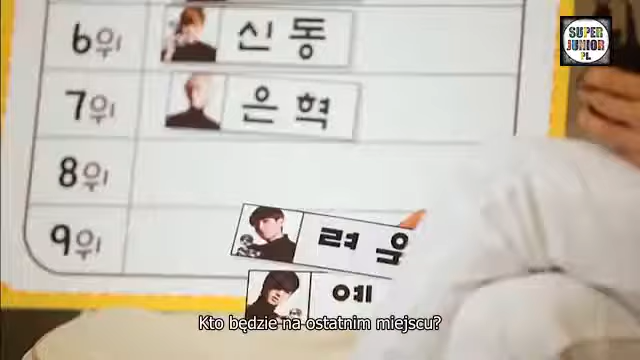 SUPER
JUNIOR
PL
6위 신동
7위 은혁
8위
9위 려욱
예
Kto będzie na ostatnim miejscu?